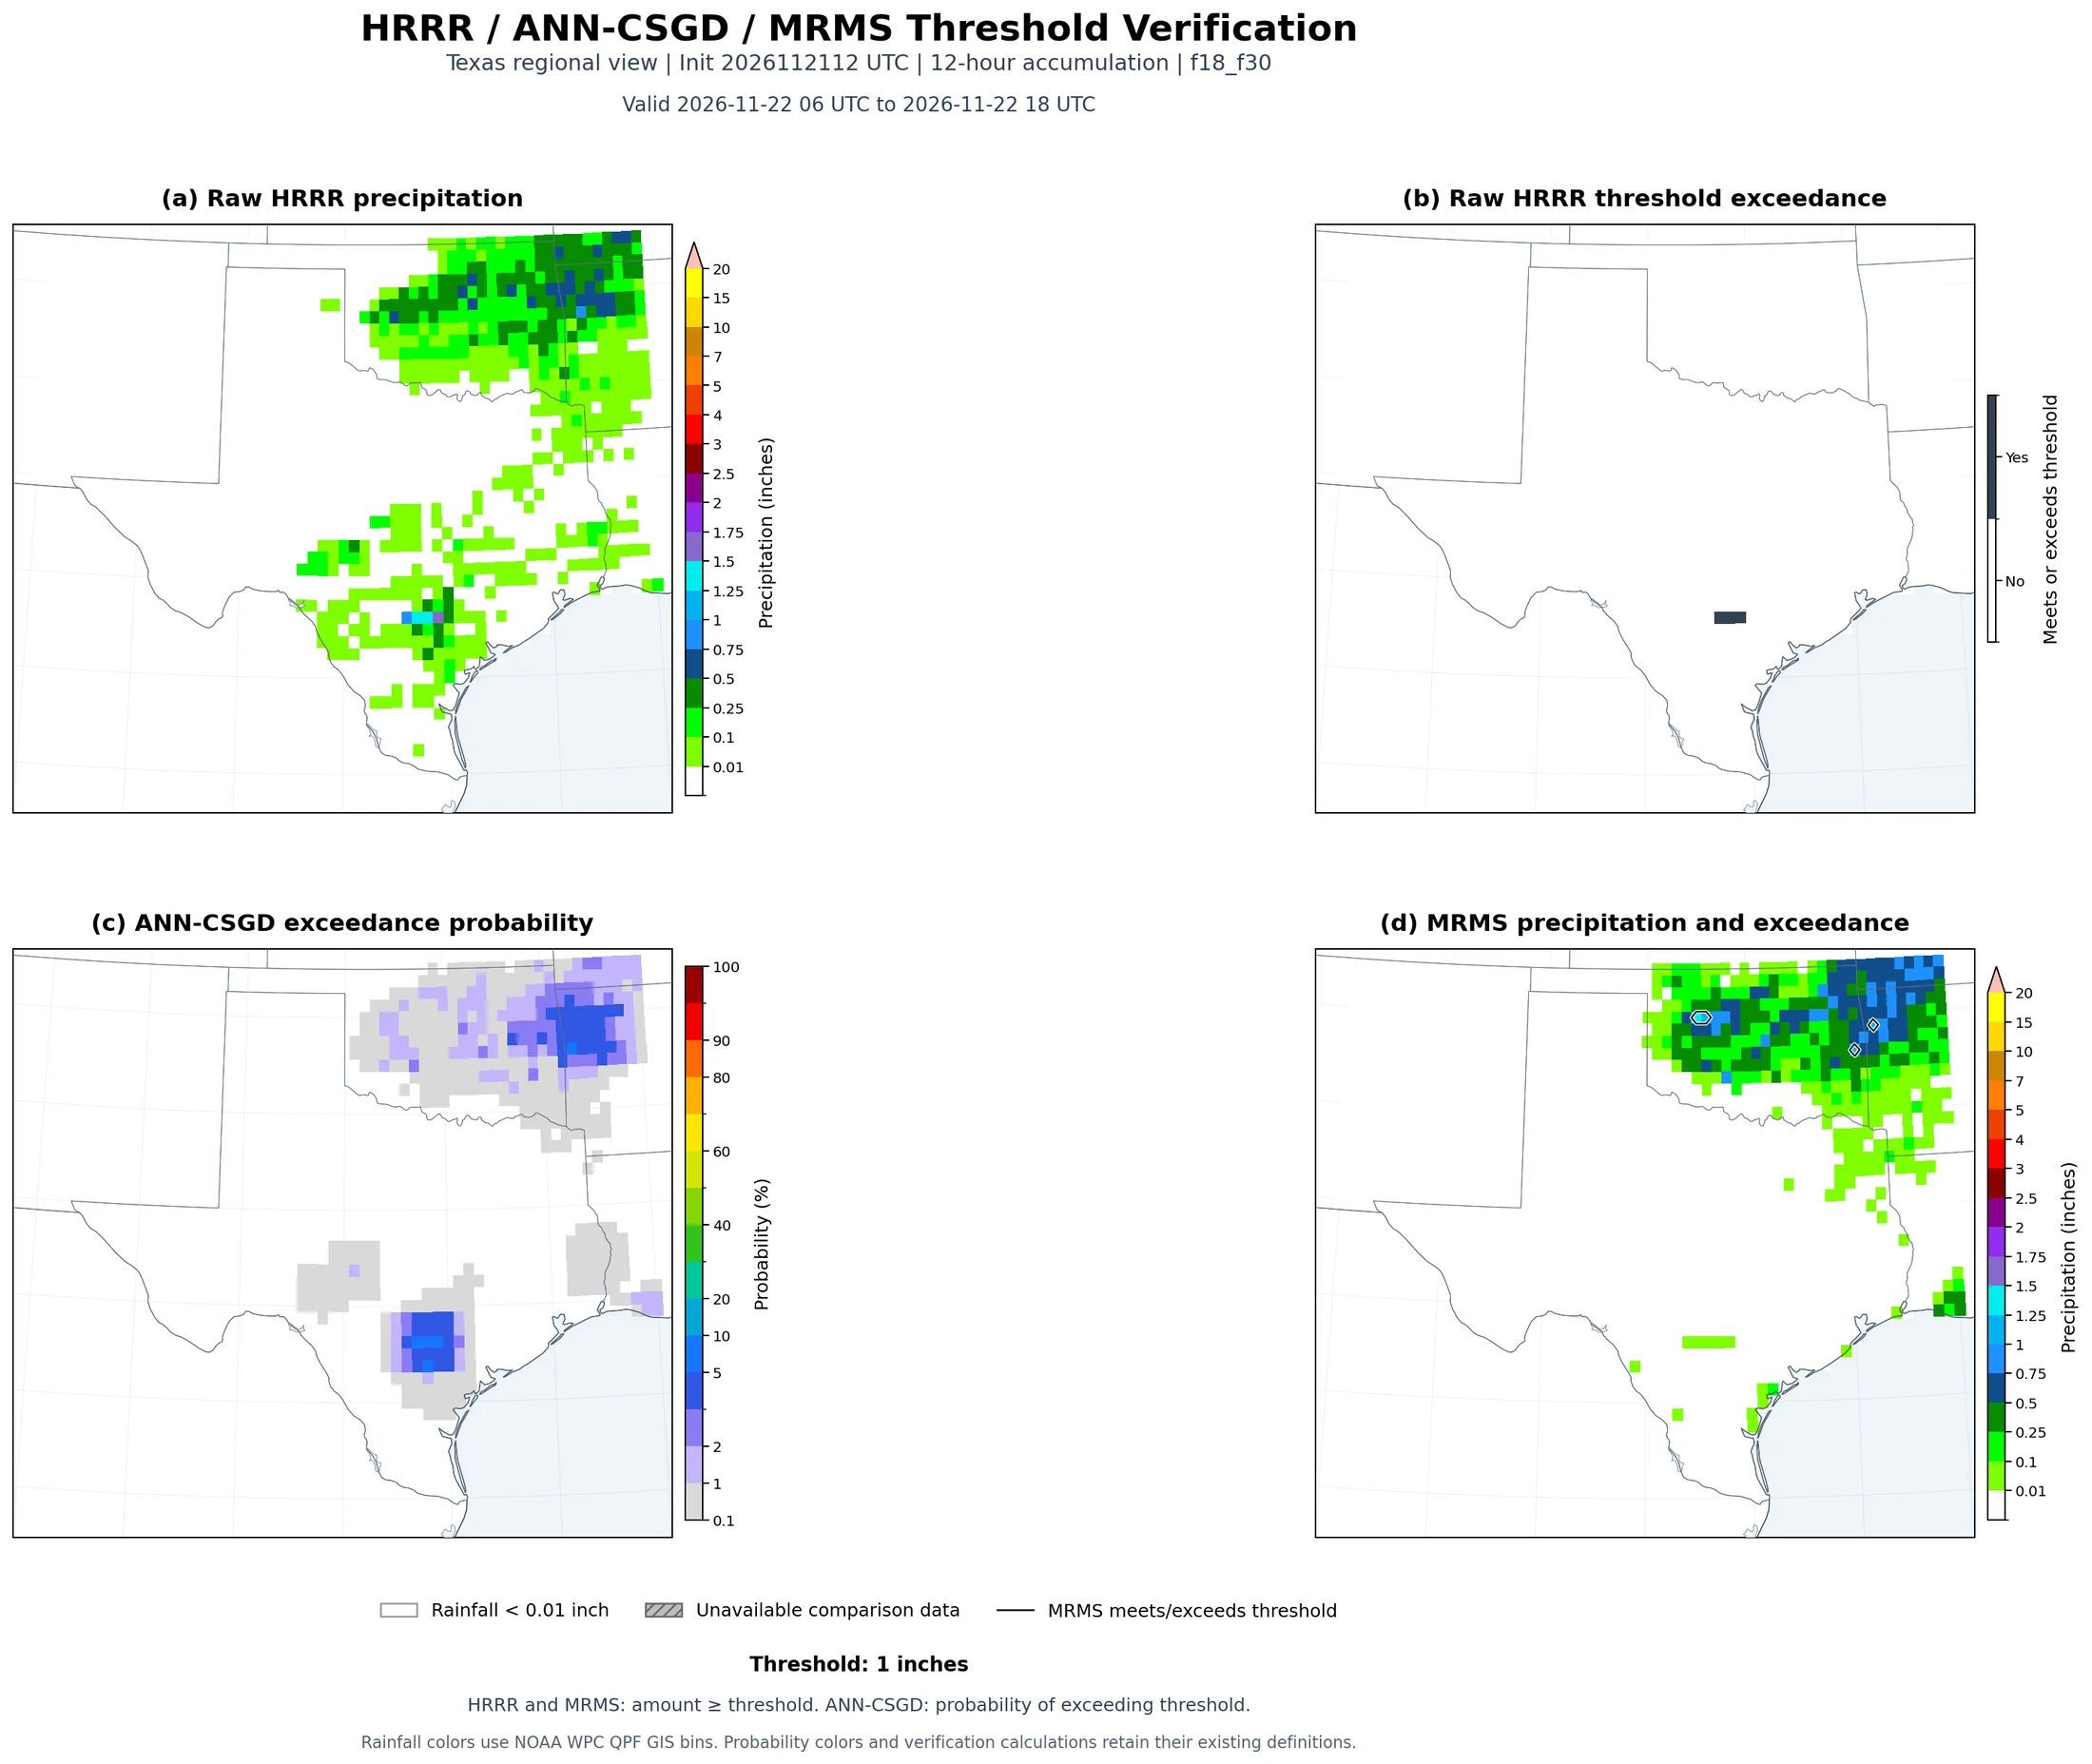 HRRR / ANN-CSGD / MRMS Threshold Verification
Texas regional view | Init 2026112112 UTC | 12-hour accumulation | f18_f30
Valid 2026-11-22 06 UTC to 2026-11-22 18 UTC
(a) Raw HRRR precipitation
20
15
10
7
5
4
3
2.5
2
1.75
1.5
1.25
1
0.75
0.5
0.25
0.1
0.01
Precipitation (inches)
(b) Raw HRRR threshold exceedance
Yes
No
Meets or exceeds threshold
(c) ANN-CSGD exceedance probability
100
90
80
60
40
20
10
5
2
1
0.1
Probability (%)
(d) MRMS precipitation and exceedance
20
15
10
7
5
4
3
2.5
2
1.75
1.5
1.25
1
0.75
0.5
0.25
0.1
0.01
Precipitation (inches)
Rainfall < 0.01 inch
Unavailable comparison data
MRMS meets/exceeds threshold
Threshold: 1 inches
HRRR and MRMS: amount ≥ threshold. ANN-CSGD: probability of exceeding threshold.
Rainfall colors use NOAA WPC QPF GIS bins. Probability colors and verification calculations retain their existing definitions.